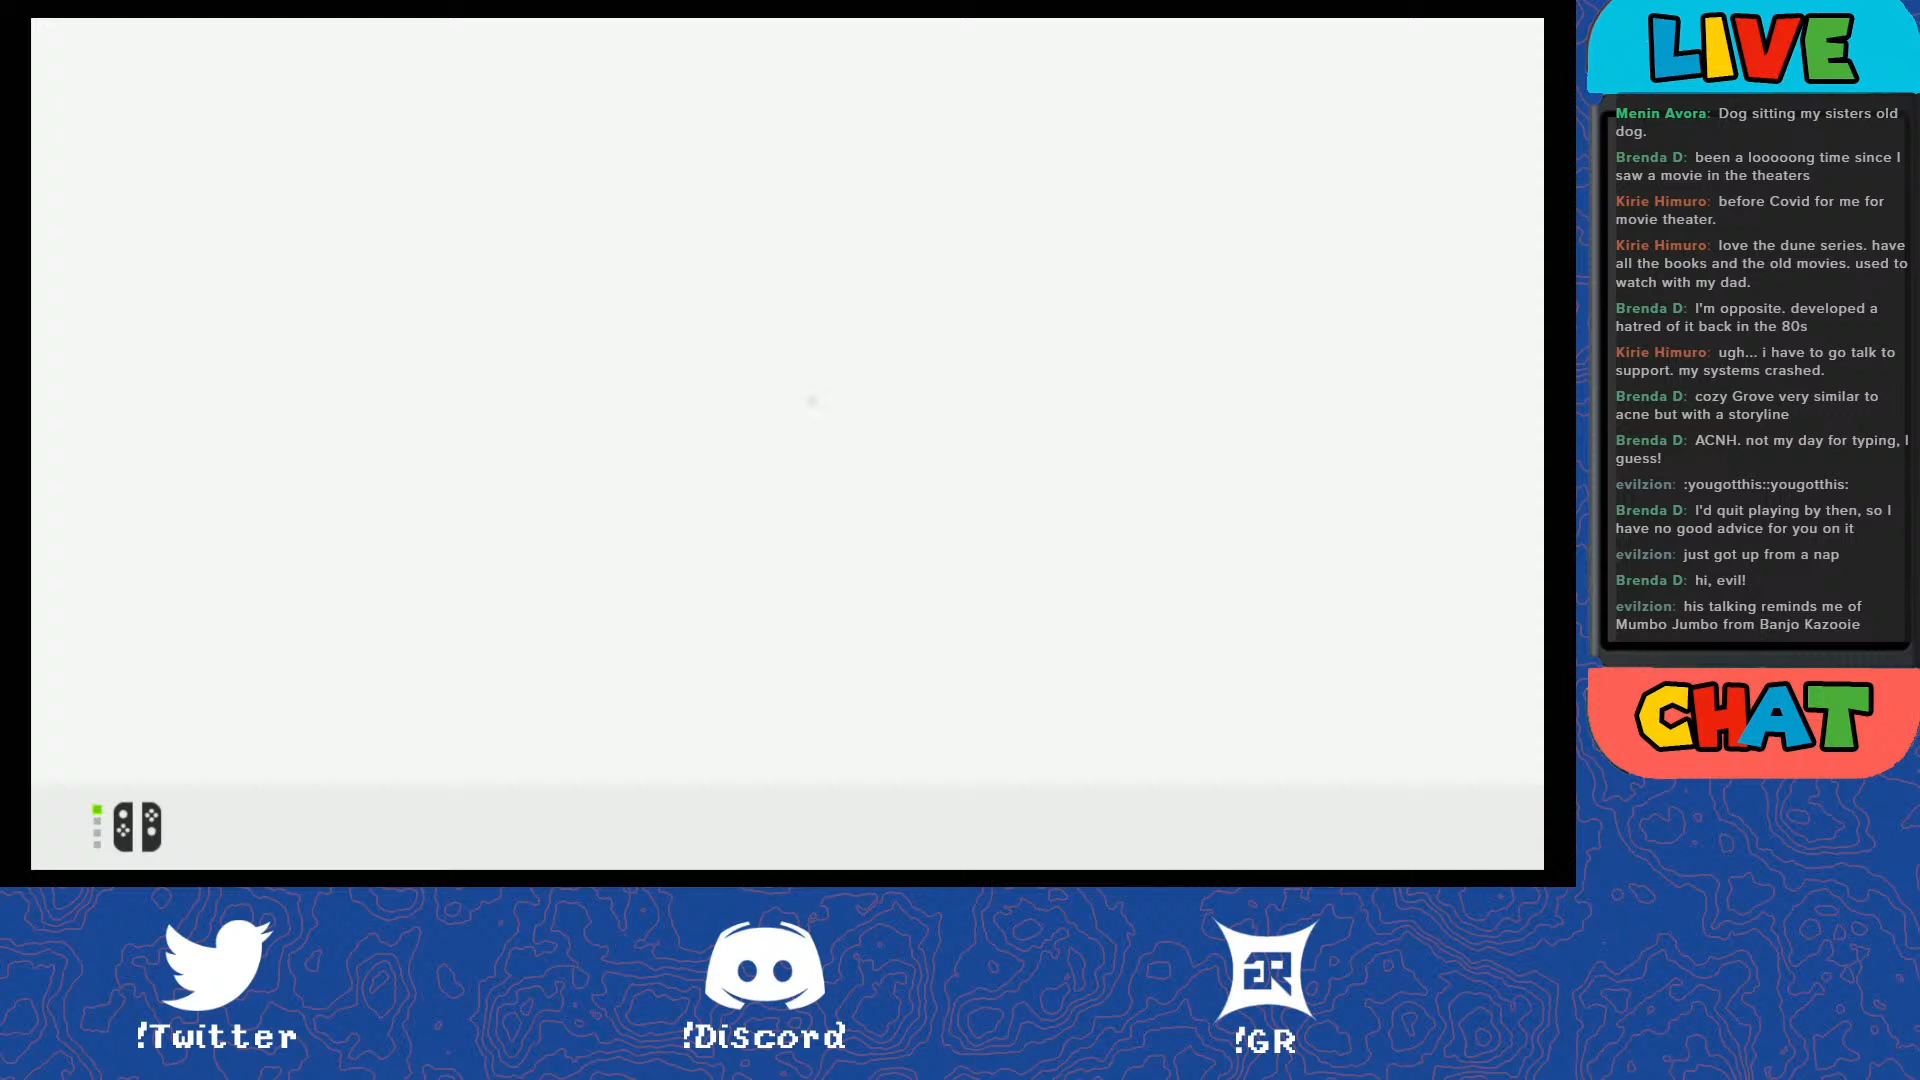 LIVE
Menin Avora: Dog sitting my sisters old
dog.
Brenda D: been a looooong time since I
saw a movie in the theaters
Kirie Himuro: before Covid for me for
movie theater.
Kirie Himuro: love the dune series. have
all the books and the old movies. used to
watch with my dad.
Brenda D: I'm opposite. developed a
hatred of it back in the 80s
Kirie Himuro: ugh... i have to go talk to
support. my systems crashed.
Brenda D: cozy Grove very similar to
acne but with a storyline
Brenda D: ACNH. not my day for typing, I
guess!
evilzion: :yougotthis::yougotthis:
Brenda D: I'd quit playing by then, so I
have no good advice for you on it
evilzion: just got up from a nap
Brenda D: hi, evil!
evilzion: his talking reminds me of
Mumbo Jumbo from Banjo Kazooie
CHAT
GR
!Twitter
!Discord
!GR